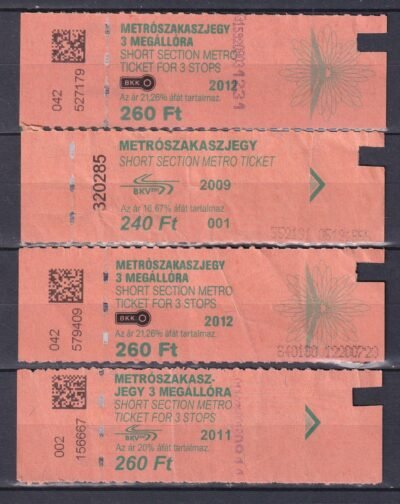 METRÓSZAKASZJEGY
3 MEGÁLLÓRA
SHORT SECTION METRO
TICKET FOR 3 STOPS
BKK
2012
Az ár 21,26% áfát tartalmaz.
260 Ft
042
527179
METRÓSZAKASZJEGY
SHORT SECTION METRO TICKET
BKV
2009
Az ár 16,67% áfát tartalmaz.
240 Ft
001
320285
METRÓSZAKASZJEGY
3 MEGÁLLÓRA
SHORT SECTION METRO
TICKET FOR 3 STOPS
BKK
2012
Az ár 21,26% áfát tartalmaz.
260 Ft
042
579409
METRÓSZAKASZ-
JEGY 3 MEGÁLLÓRA
SHORT SECTION METRO
TICKET FOR 3 STOPS
BKV
2011
Az ár 20% áfát tartalmaz.
260 Ft
002
156667